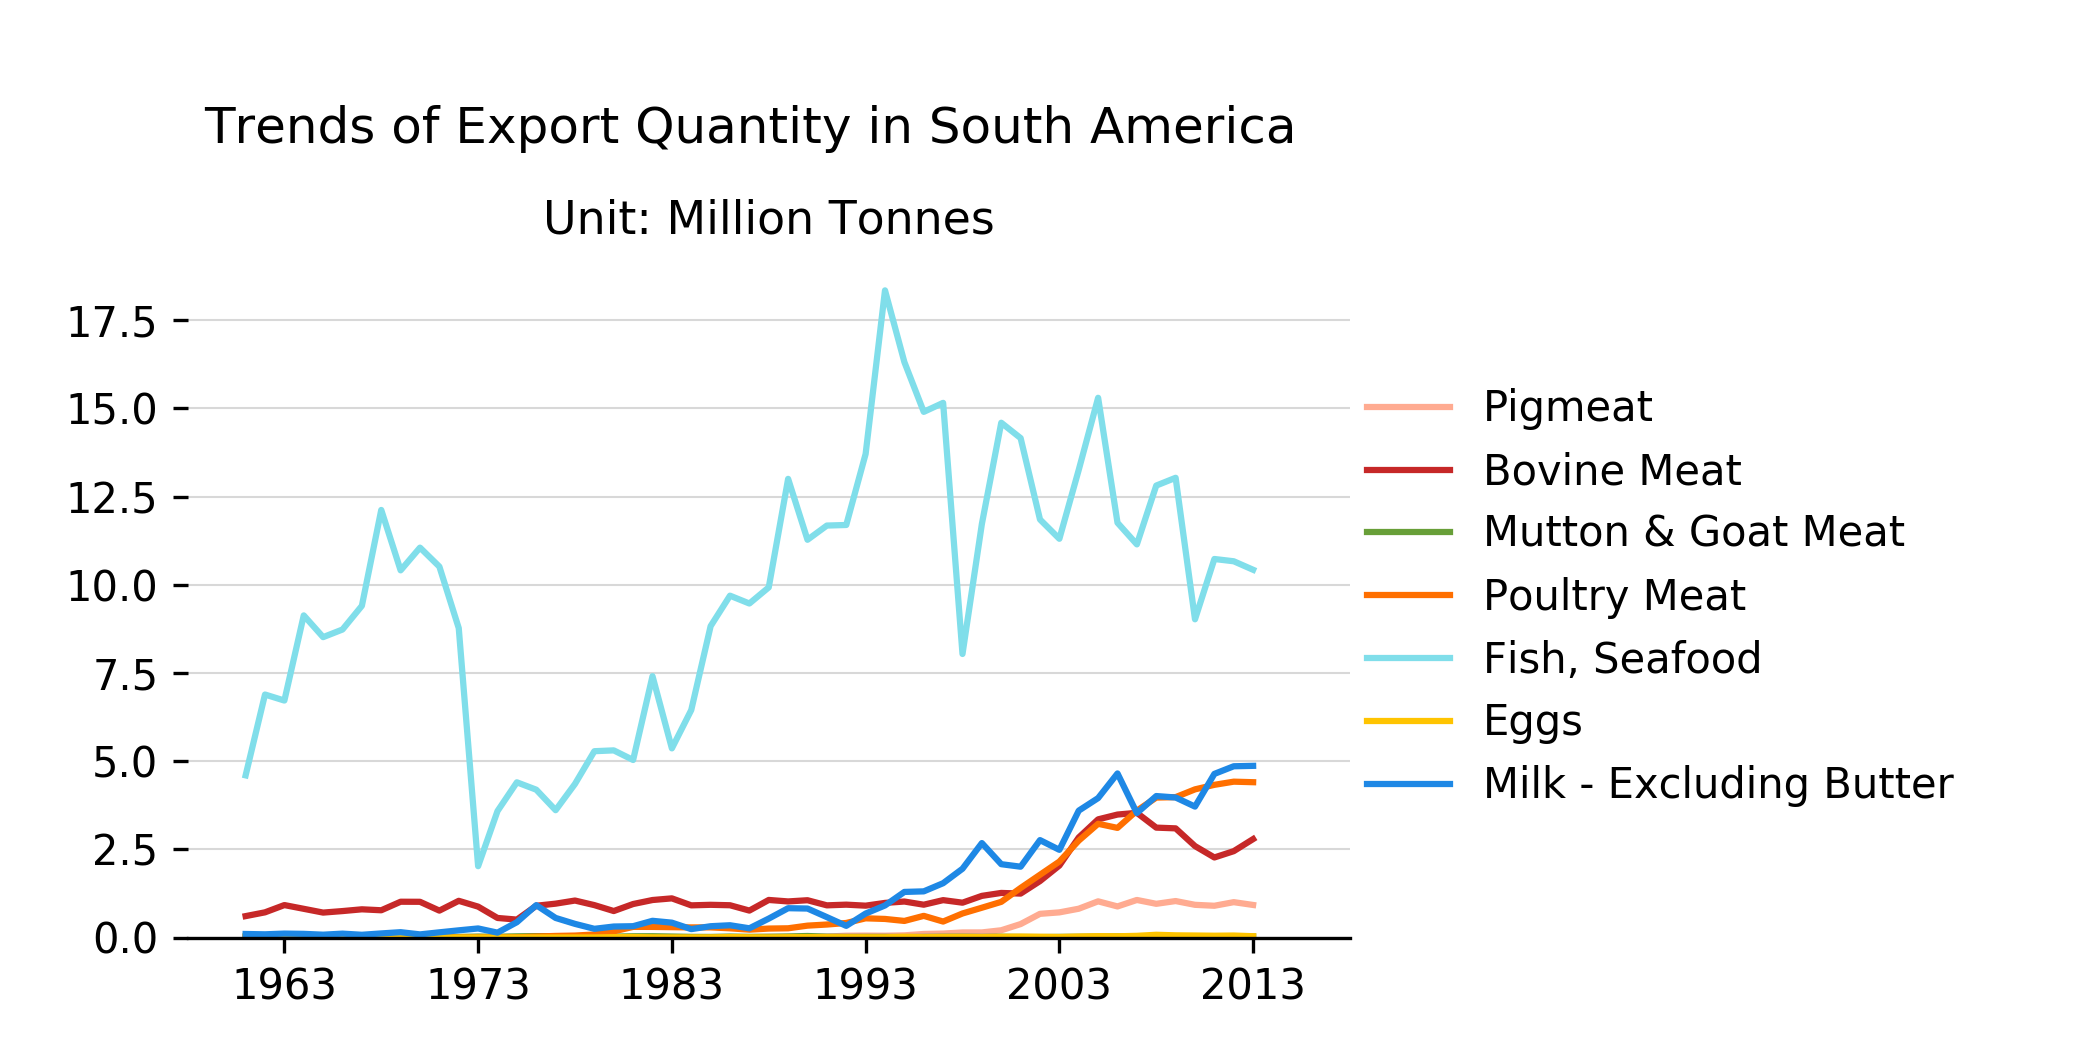 Trends of Export Quantity in South America
Unit: Million Tonnes
17.5
15.0
12.5
10.0
7.5
5.0
2.5
0.0
1963 1973 1983 1993 2003 2013
Pigmeat
Bovine Meat
Mutton & Goat Meat
Poultry Meat
Fish, Seafood
Eggs
Milk - Excluding Butter